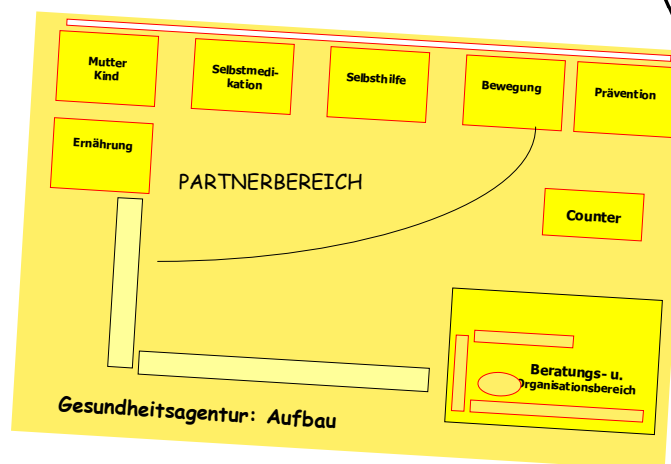 Mutter
Kind
Selbstmedi-
kation
Selbsthilfe
Bewegung
Prävention
Ernährung
PARTNERBEREICH
Counter
Beratungs- u.
Organisationsbereich
Gesundheitsagentur: Aufbau